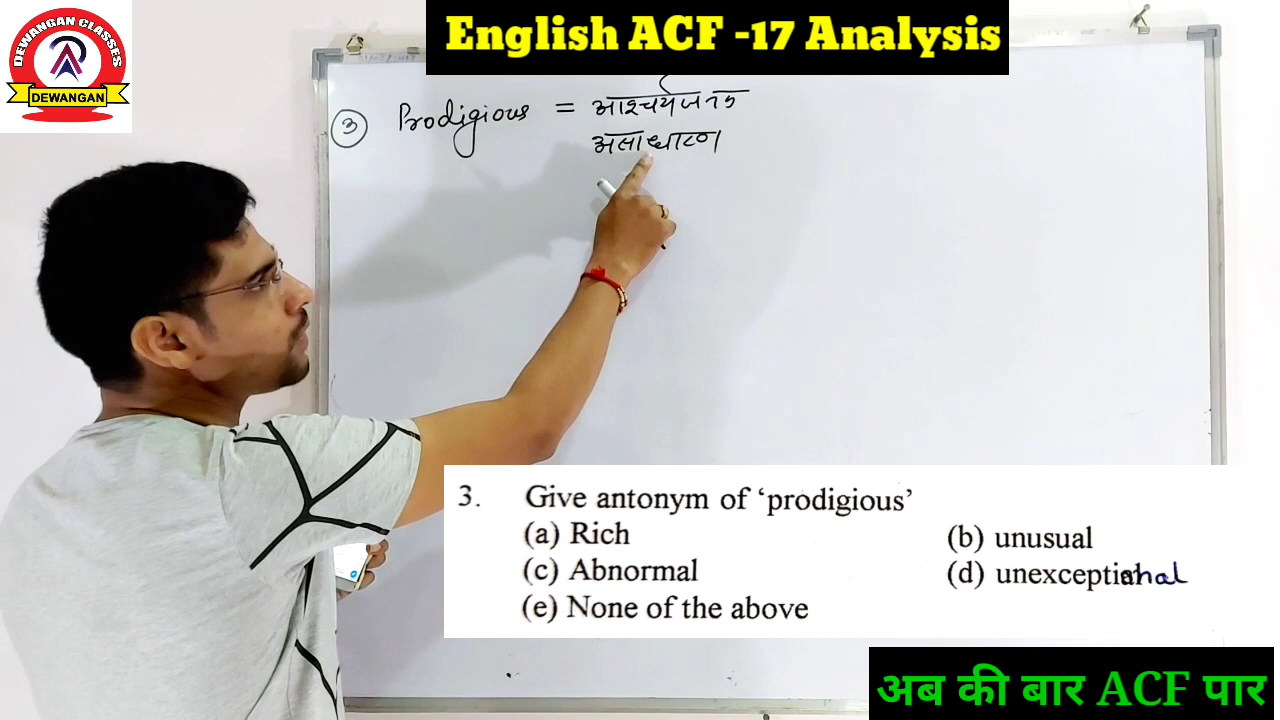 DEWANGAN CLASSES
DEWANGAN
English ACF -17 Analysis
3 Prodigious = आश्चर्यजनक
असाधारण
3. Give antonym of ‘prodigious’
(a) Rich (b) unusual
(c) Abnormal (d) unexceptional
(e) None of the above
अब की बार ACF पार